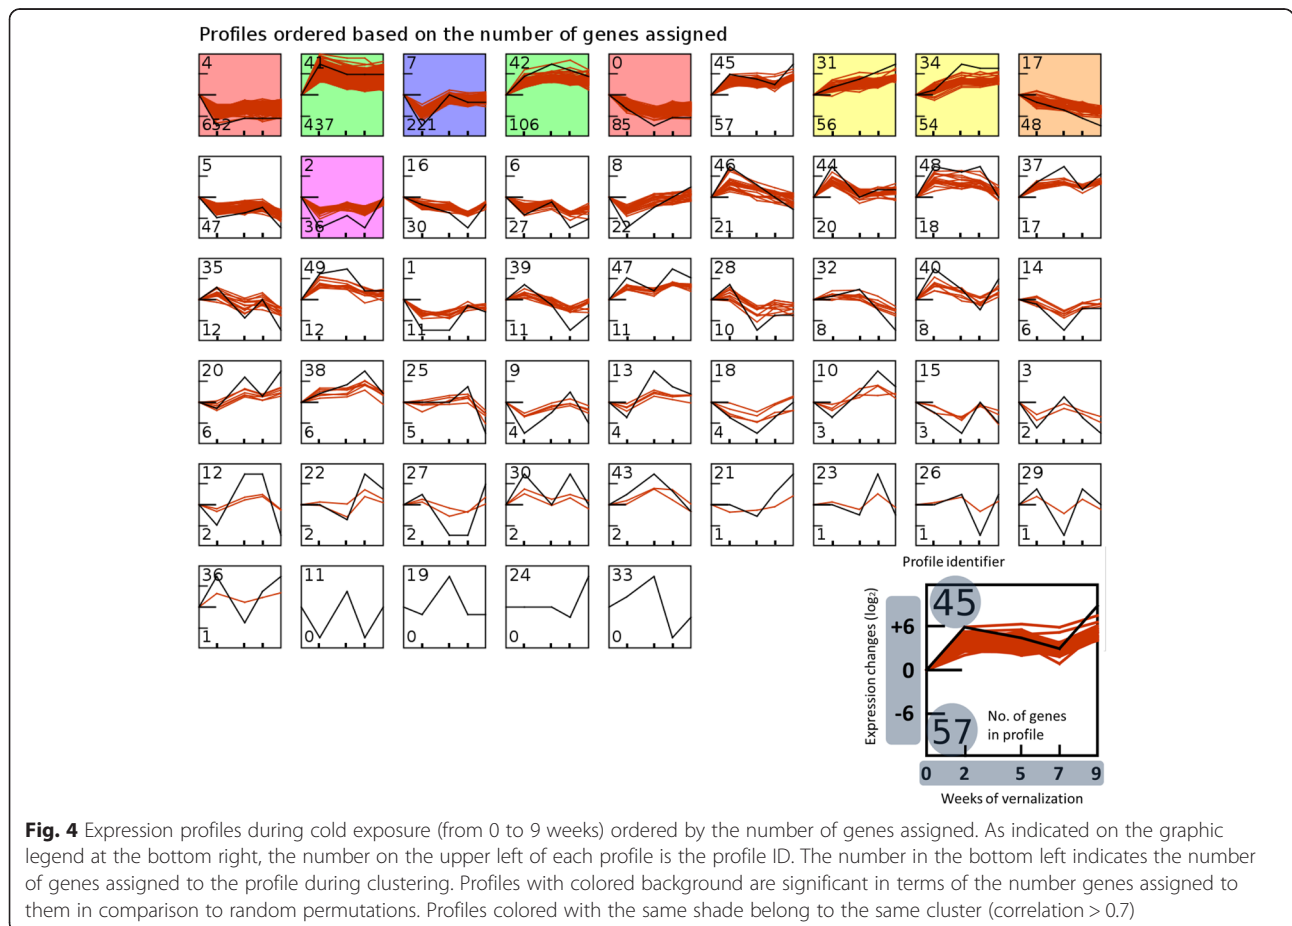 Profiles ordered based on the number of genes assigned
4 41 7 42 0 45 31 34 17
652 437 221 106 85 57 56 54 48
5 2 16 6 8 46 44 48 37
47 36 30 27 22 21 20 18 17
35 49 1 39 47 28 32 40 14
12 12 11 11 11 10 8 8 6
20 38 25 9 13 18 10 15 3
6 6 5 4 4 4 3 3 2
12 22 27 30 43 21 23 26 29
2 2 2 2 2 1 1 1 1
36 11 19 24 33
1 0 0 0 0
Profile identifier
45
Expression changes (log₂)
+6
0
-6
57
No. of genes
in profile
0 2 5 7 9
Weeks of vernalization
Fig. 4 Expression profiles during cold exposure (from 0 to 9 weeks) ordered by the number of genes assigned. As indicated on the graphic
legend at the bottom right, the number on the upper left of each profile is the profile ID. The number in the bottom left indicates the number
of genes assigned to the profile during clustering. Profiles with colored background are significant in terms of the number genes assigned to
them in comparison to random permutations. Profiles colored with the same shade belong to the same cluster (correlation > 0.7)